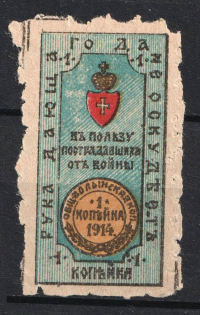 РУКА ДАЮЩАГО ДА НЕ ОСКУДѢЕТЪ
-1- -1-
ВЪ ПОЛЬЗУ
ПОСТРАДАВШИХЪ
ОТЪ ВОЙНЫ
·1·
КОПѢЙКА
1914.
-1- КОПѢЙКА -1-